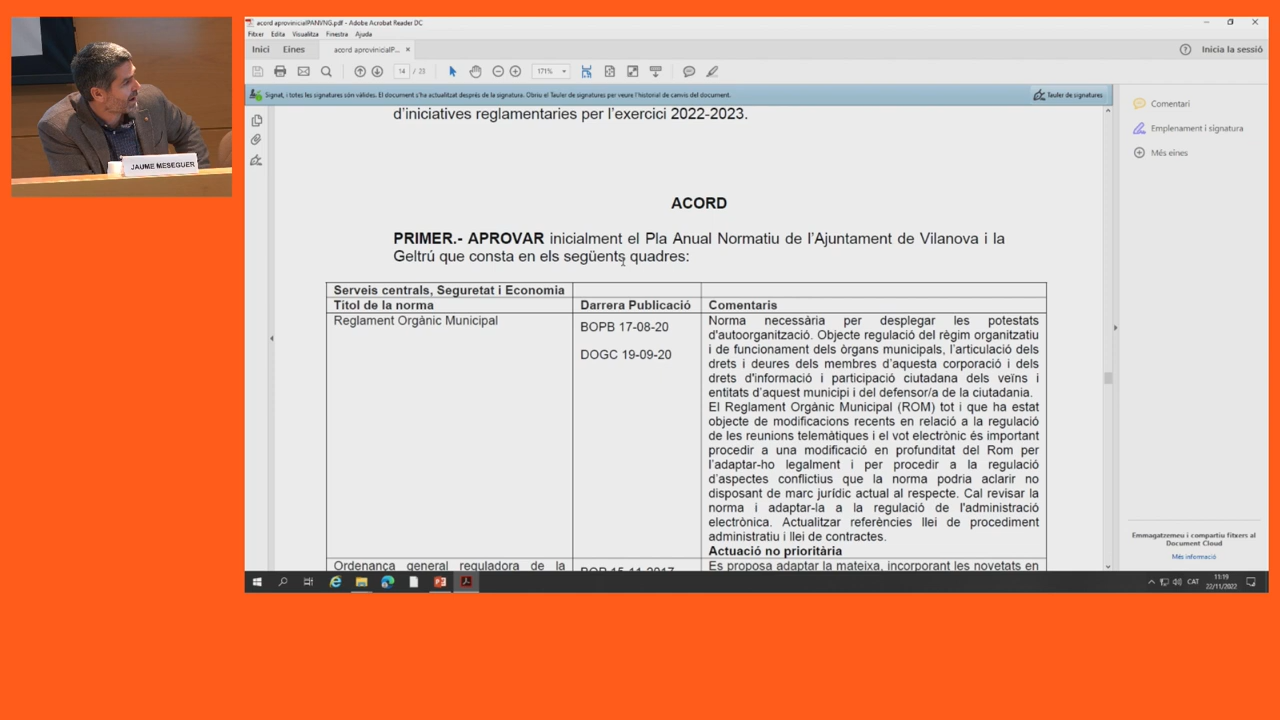 JAUME MESEGUER
acord aprovinicialPANVNG.pdf - Adobe Acrobat Reader DC
Fitxer Edita Visualitza Finestra Ajuda
Inici Eines acord aprovinicialP... × Inicia la sessió
14 / 23 171%
Signat, i totes les signatures són vàlides. El document s'ha actualitzat després de la signatura. Obriu el Tauler de signatures per veure l'historial de canvis del document. Tauler de signatures
Comentari
Emplenament i signatura
Més eines
d'iniciatives reglamentaries per l'exercici 2022-2023.
ACORD
PRIMER.- APROVAR inicialment el Pla Anual Normatiu de l'Ajuntament de Vilanova i la
Geltrú que consta en els següents quadres:
Serveis centrals, Seguretat i Economia
Títol de la norma Darrera Publicació Comentaris
Reglament Orgànic Municipal
BOPB 17-08-20
DOGC 19-09-20
Norma necessària per desplegar les potestats
d'autoorganització. Objecte regulació del règim organitzatiu
i de funcionament dels òrgans municipals, l'articulació dels
drets i deures dels membres d'aquesta corporació i dels
drets d'informació i participació ciutadana dels veïns i
entitats d'aquest municipi i del defensor/a de la ciutadania.
El Reglament Orgànic Municipal (ROM) tot i que ha estat
objecte de modificacions recents en relació a la regulació
de les reunions telemàtiques i el vot electrònic és important
procedir a una modificació en profunditat del Rom per
l'adaptar-ho legalment i per procedir a la regulació
d'aspectes conflictius que la norma podria aclarir no
disposant de marc jurídic actual al respecte. Cal revisar la
norma i adaptar-la a la regulació de l'administració
electrònica. Actualitzar referències llei de procediment
administratiu i llei de contractes.
Actuació no prioritària
Ordenança general reguladora de la
BOP 15-11-2017
Es proposa adaptar la mateixa, incorporant les novetats en
Emmagatzemeu i compartiu fitxers al
Document Cloud
Més informació
CAT
11:19
22/11/2022